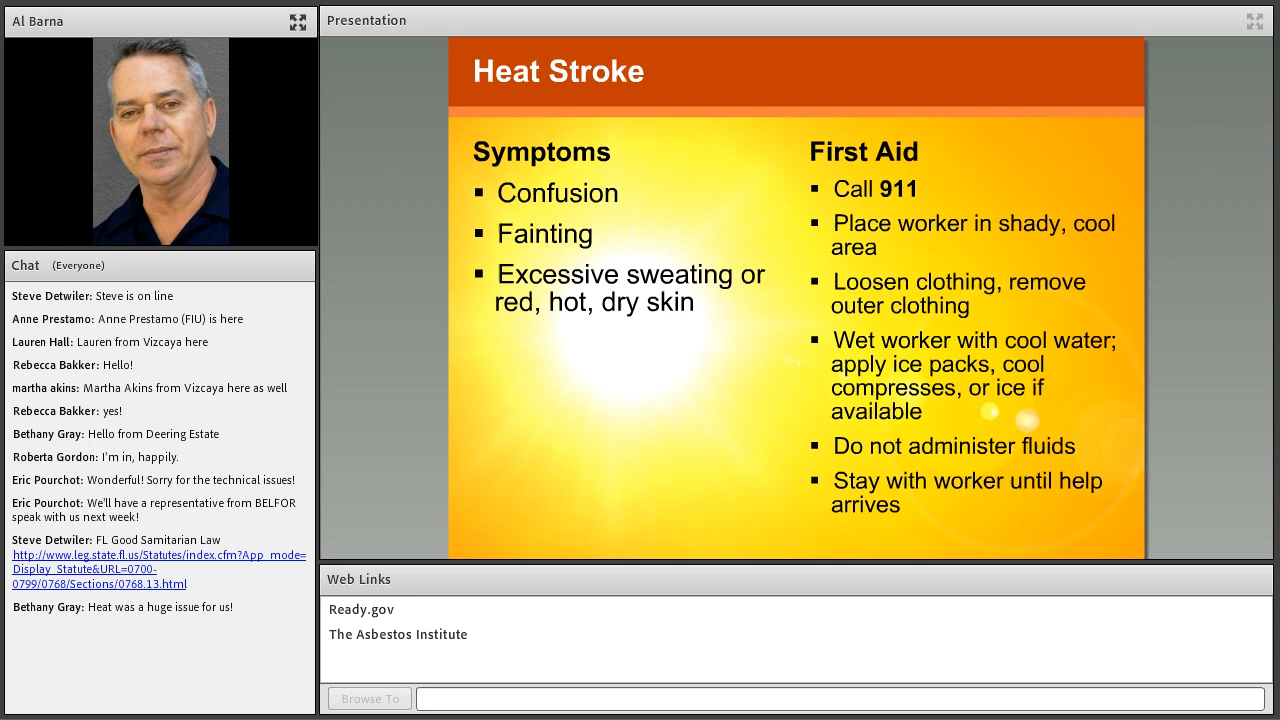 Al Barna
Presentation
Heat Stroke
Symptoms
▪ Confusion
▪ Fainting
▪ Excessive sweating or
red, hot, dry skin
First Aid
▪ Call 911
▪ Place worker in shady, cool
area
▪ Loosen clothing, remove
outer clothing
▪ Wet worker with cool water;
apply ice packs, cool
compresses, or ice if
available
▪ Do not administer fluids
▪ Stay with worker until help
arrives
Chat (Everyone)
Steve Detwiler: Steve is on line
Anne Prestamo: Anne Prestamo (FIU) is here
Lauren Hall: Lauren from Vizcaya here
Rebecca Bakker: Hello!
martha akins: Martha Akins from Vizcaya here as well
Rebecca Bakker: yes!
Bethany Gray: Hello from Deering Estate
Roberta Gordon: I'm in, happily.
Eric Pourchot: Wonderful! Sorry for the technical issues!
Eric Pourchot: We'll have a representative from BELFOR
speak with us next week!
Steve Detwiler: FL Good Samitarian Law
http://www.leg.state.fl.us/Statutes/index.cfm?App_mode=
Display_Statute&URL=0700-
0799/0768/Sections/0768.13.html
Bethany Gray: Heat was a huge issue for us!
Web Links
Ready.gov
The Asbestos Institute
Browse To